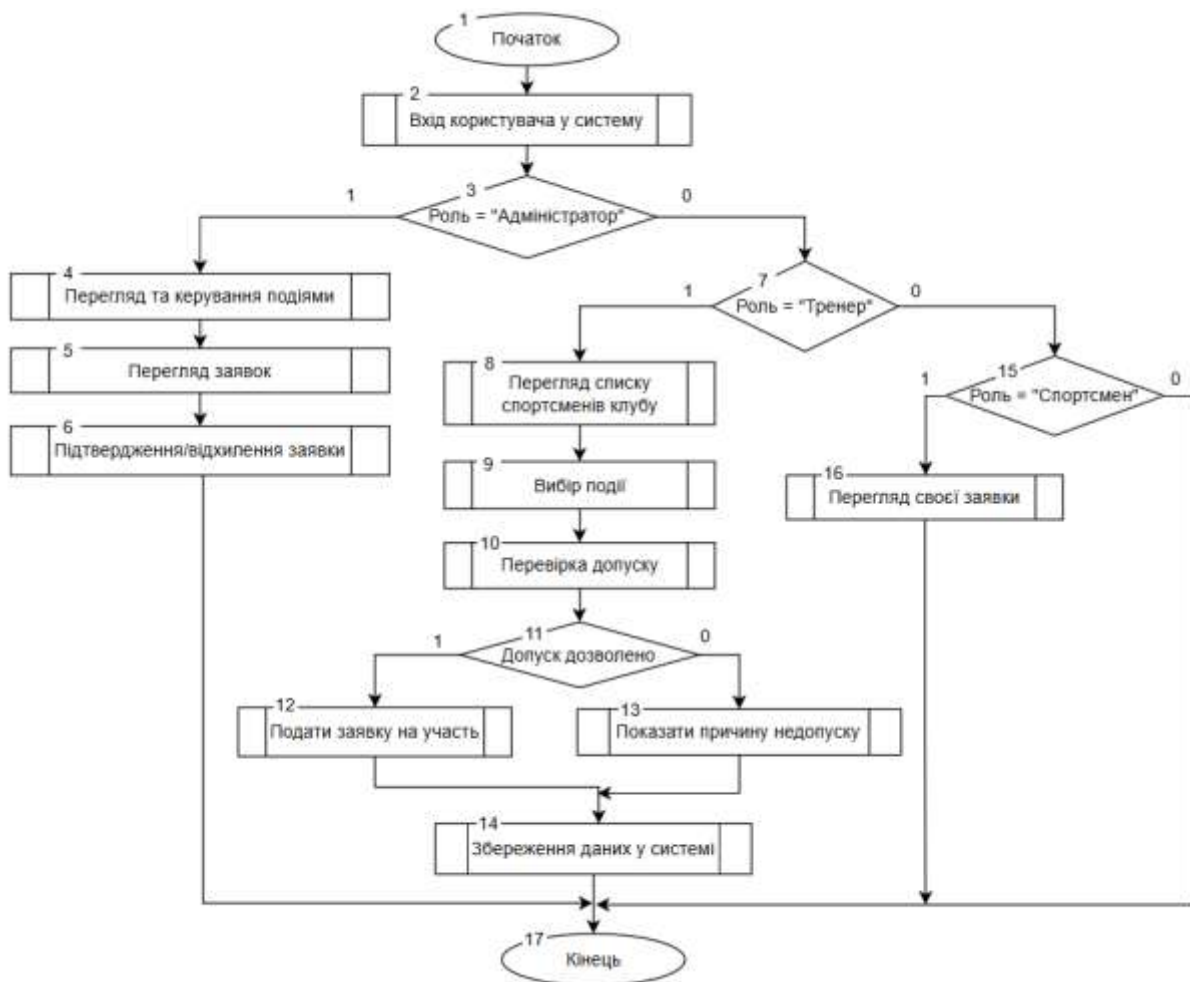 1
Початок
2
Вхід користувача у систему
3
Роль = "Адміністратор"
1
0
4
Перегляд та керування подіями
5
Перегляд заявок
6
Підтвердження/відхилення заявки
7
Роль = "Тренер"
1
0
8
Перегляд списку
спортсменів клубу
9
Вибір події
10
Перевірка допуску
11
Допуск дозволено
1
0
12
Подати заявку на участь
13
Показати причину недопуску
14
Збереження даних у системі
15
Роль = "Спортсмен"
1
0
16
Перегляд своєї заявки
17
Кінець